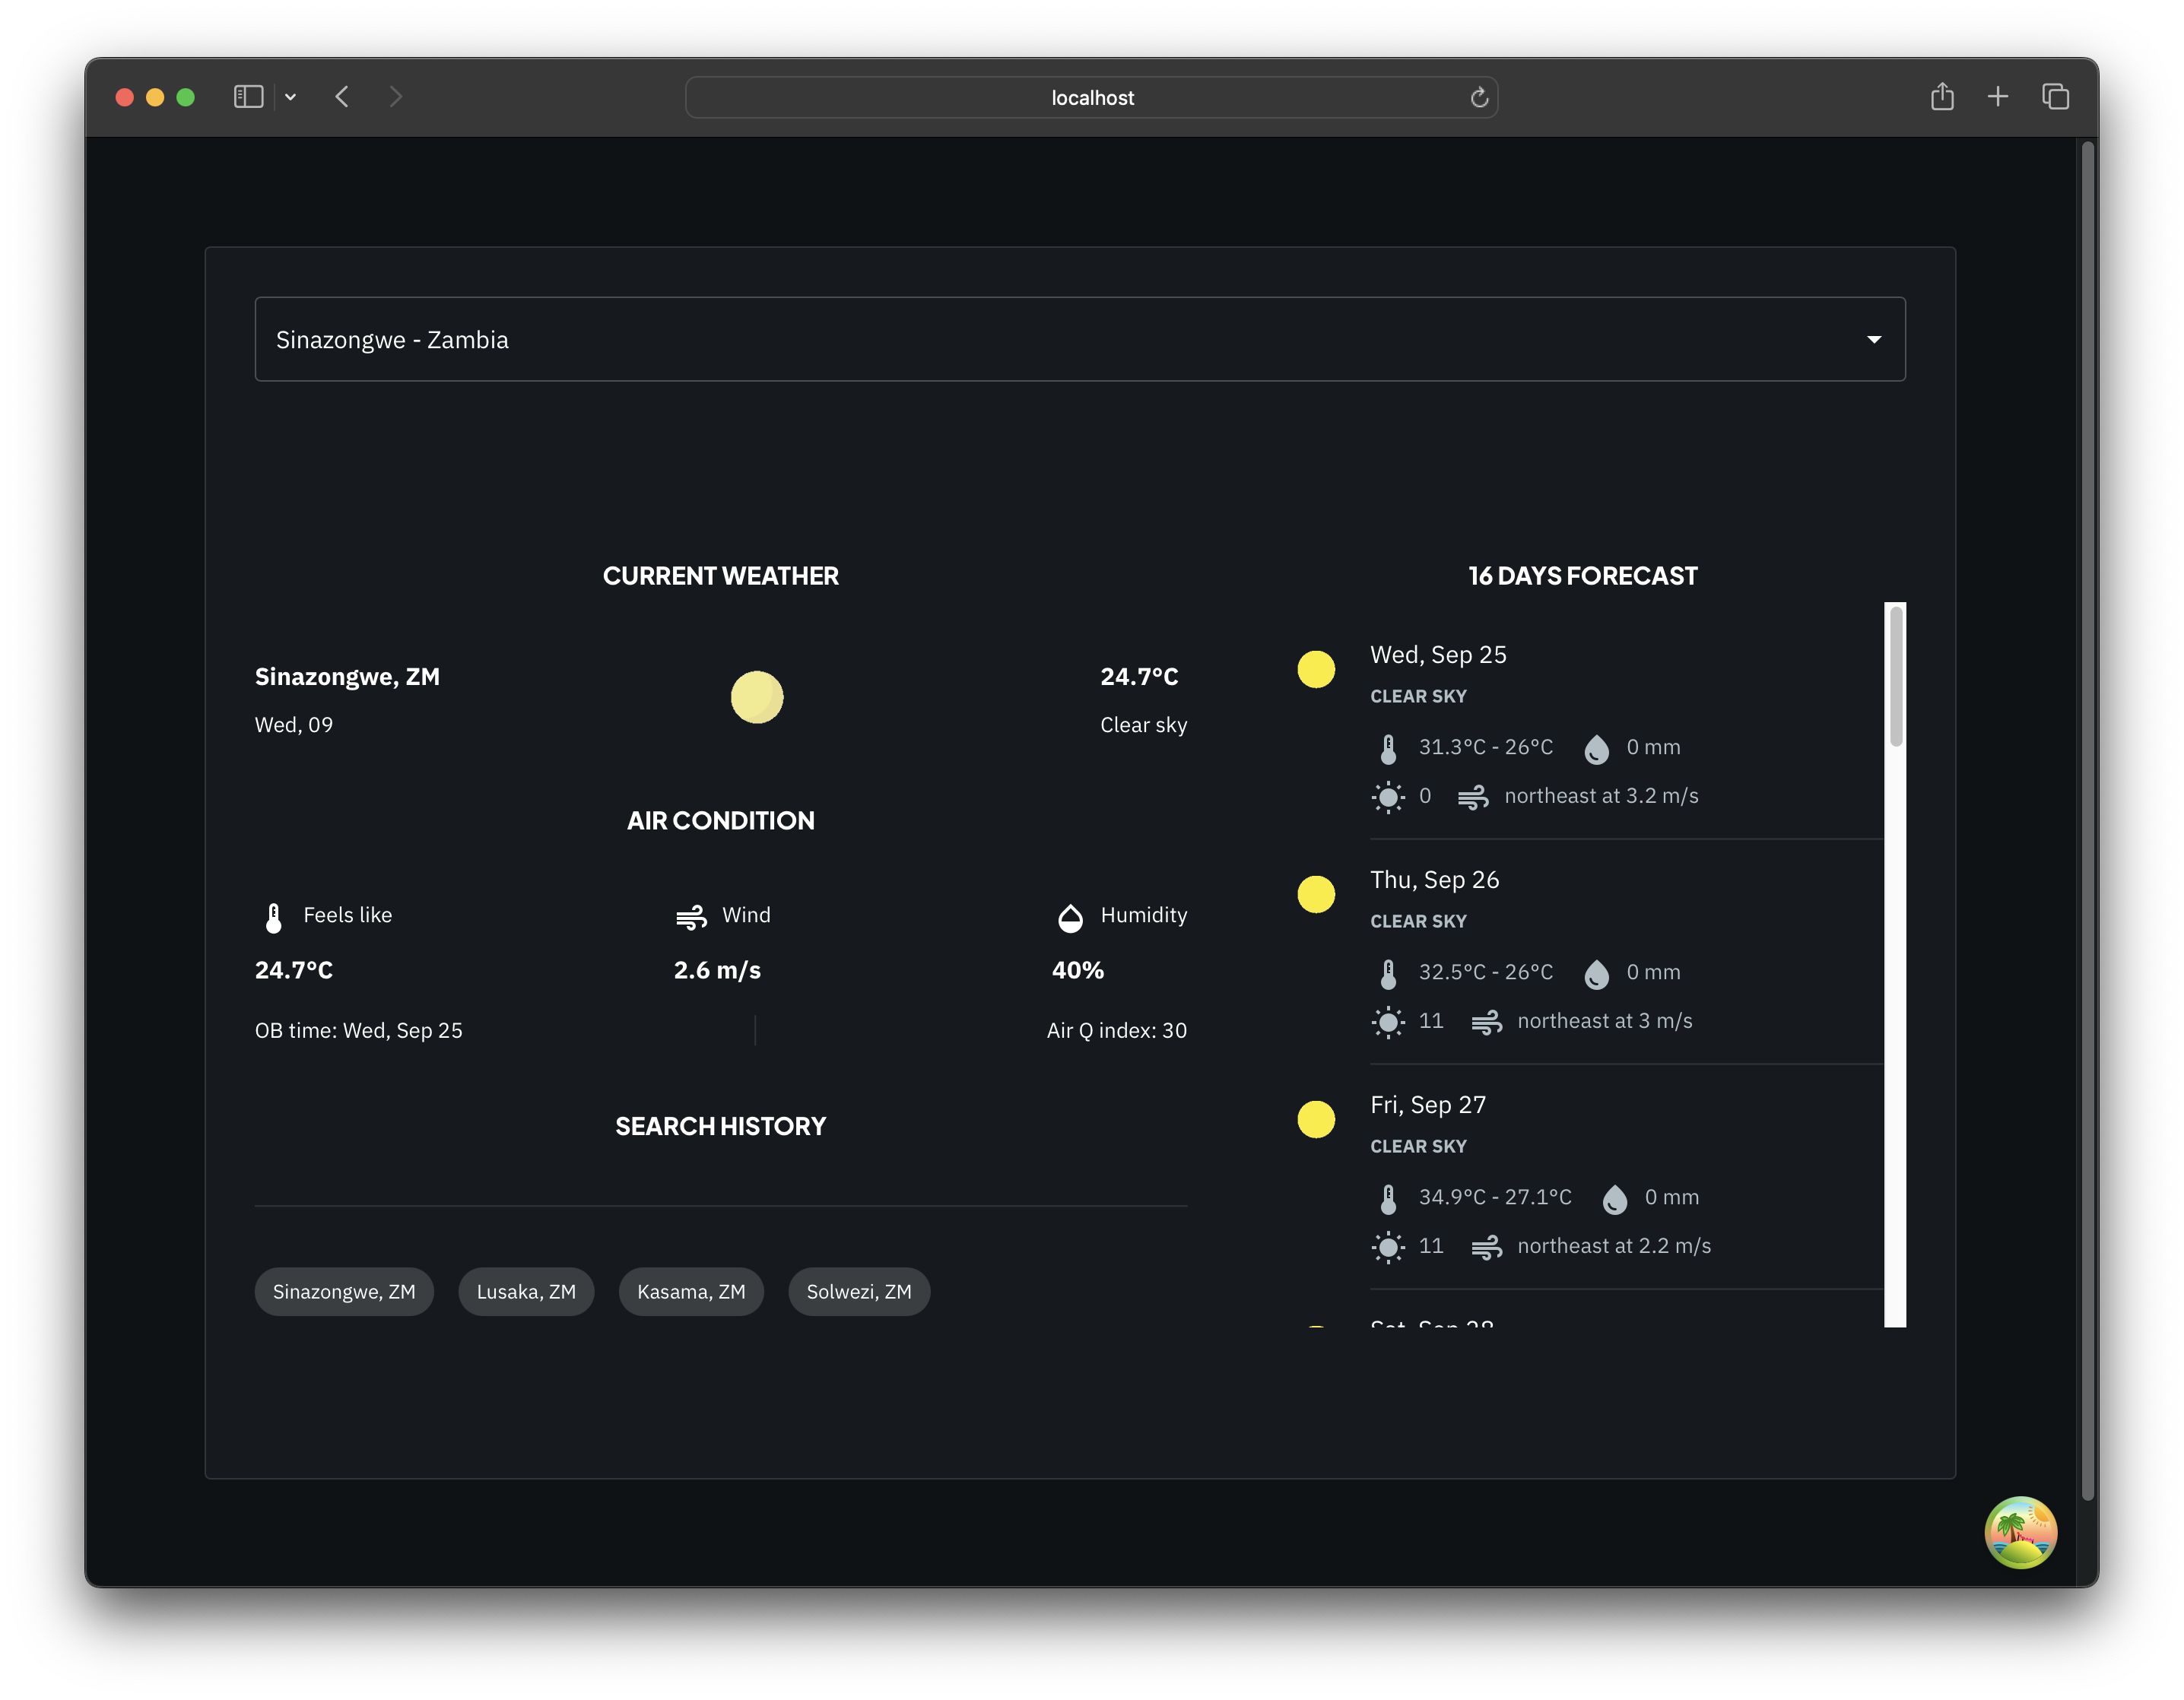 localhost
Sinazongwe - Zambia
CURRENT WEATHER
Sinazongwe, ZM
Wed, 09
24.7°C
Clear sky
AIR CONDITION
Feels like
24.7°C
Wind
2.6 m/s
Humidity
40%
OB time: Wed, Sep 25
Air Q index: 30
SEARCH HISTORY
Sinazongwe, ZM
Lusaka, ZM
Kasama, ZM
Solwezi, ZM
16 DAYS FORECAST
Wed, Sep 25
CLEAR SKY
31.3°C - 26°C 0 mm
0 northeast at 3.2 m/s
Thu, Sep 26
CLEAR SKY
32.5°C - 26°C 0 mm
11 northeast at 3 m/s
Fri, Sep 27
CLEAR SKY
34.9°C - 27.1°C 0 mm
11 northeast at 2.2 m/s
Sat, Sep 28